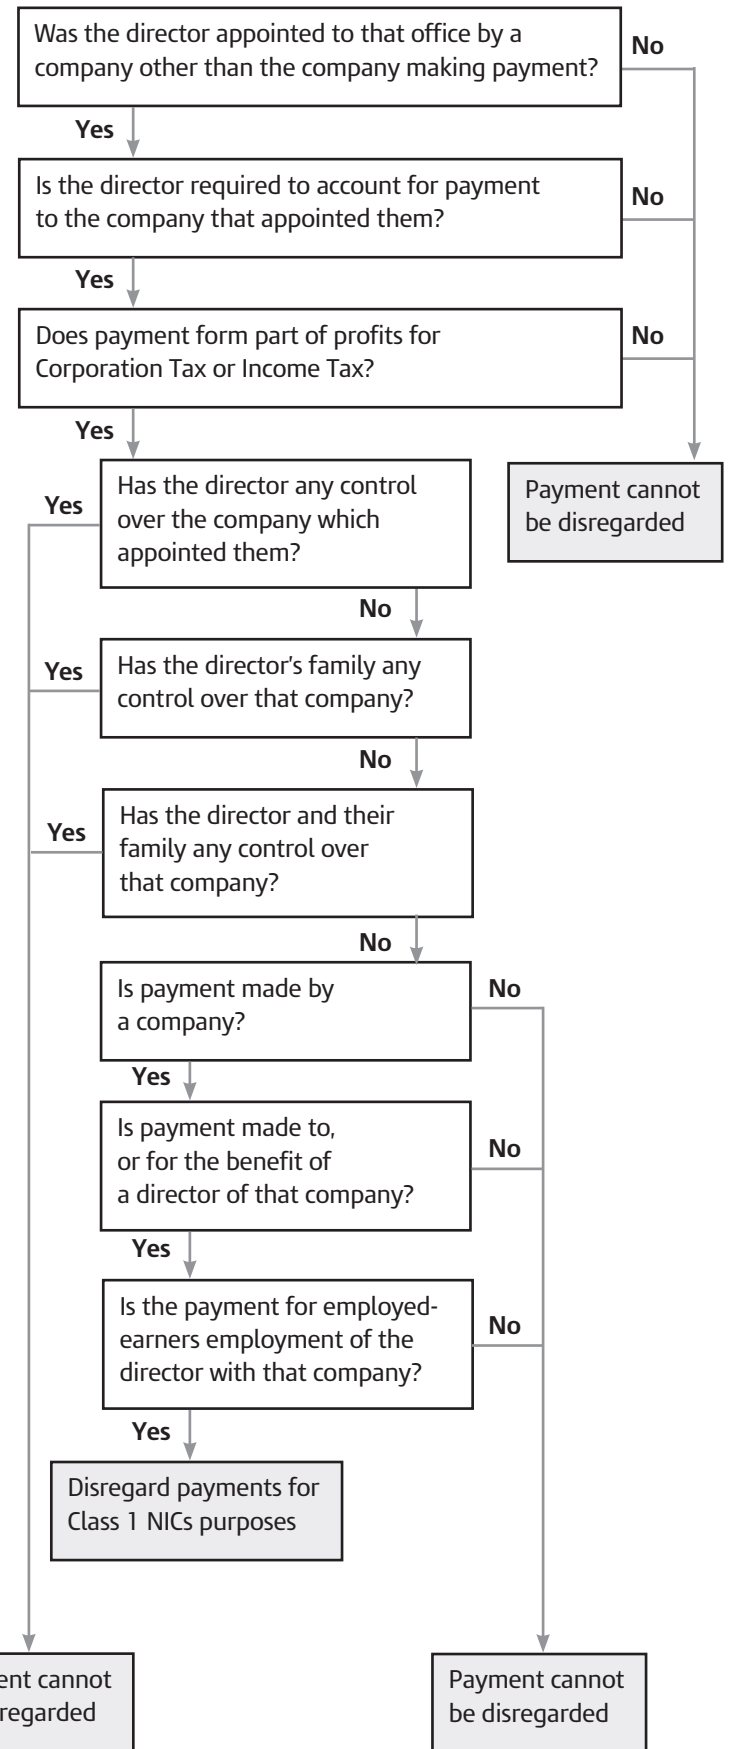 Was the director appointed to that office by a
company other than the company making payment?
No
Yes
Is the director required to account for payment
to the company that appointed them?
No
Yes
Does payment form part of profits for
Corporation Tax or Income Tax?
No
Yes
Has the director any control
over the company which
appointed them?
Yes
Payment cannot
be disregarded
No
Has the director's family any
control over that company?
Yes
No
Has the director and their
family any control over
that company?
Yes
No
Is payment made by
a company?
No
Yes
Is payment made to,
or for the benefit of
a director of that company?
No
Yes
Is the payment for employed-
earners employment of the
director with that company?
No
Yes
Disregard payments for
Class 1 NICs purposes
ent cannot
regarded
Payment cannot
be disregarded